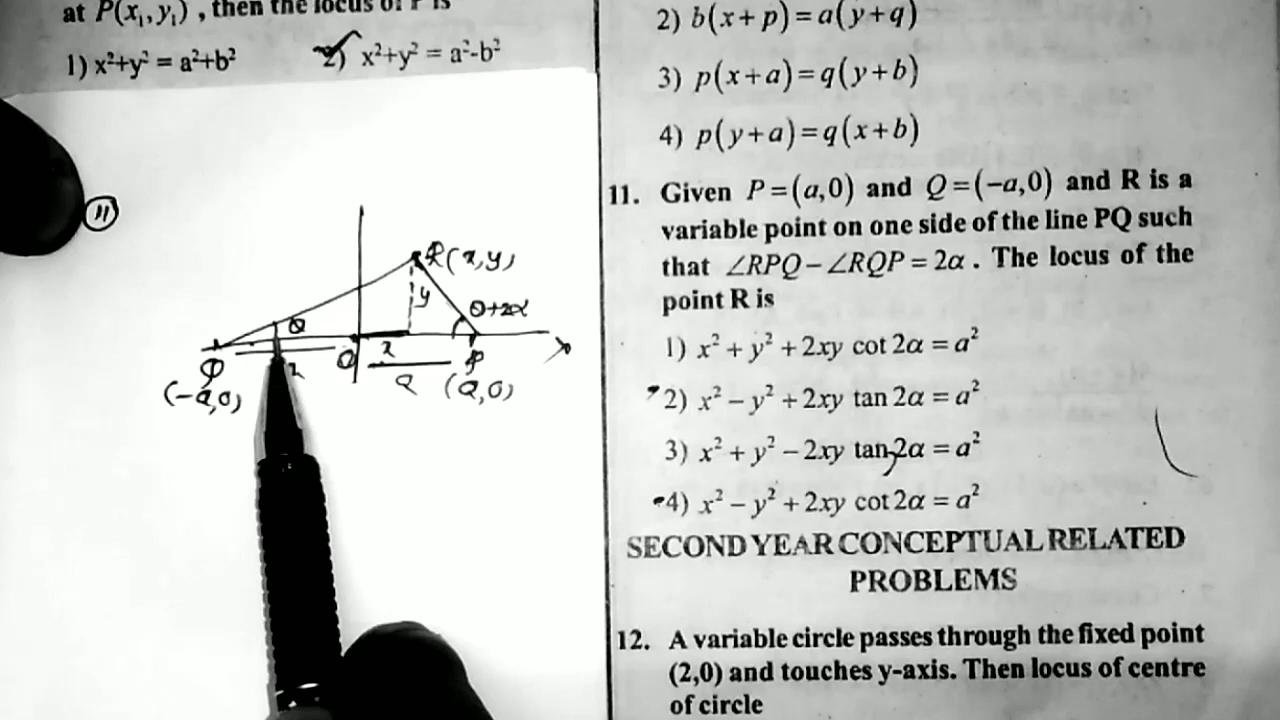 at P(x₁, y₁), then the locus of P is
1) x²+y² = a²+b²  2) x²+y² = a²-b²
11
R(x,y)
y
θ
θ+2α
Q
O
x
P
(-a,0)
a
(a,0)
2) b(x+p)=a(y+q)
3) p(x+a)=q(y+b)
4) p(y+a)=q(x+b)
11. Given P=(a,0) and Q=(-a,0) and R is a
variable point on one side of the line PQ such
that ∠RPQ-∠RQP=2α. The locus of the
point R is
1) x² + y² + 2xy cot 2α = a²
2) x² - y² + 2xy tan 2α = a²
3) x² + y² - 2xy tan 2α = a²
4) x² - y² + 2xy cot 2α = a²
SECOND YEAR CONCEPTUAL RELATED
PROBLEMS
12. A variable circle passes through the fixed point
(2,0) and touches y-axis. Then locus of centre
of circle